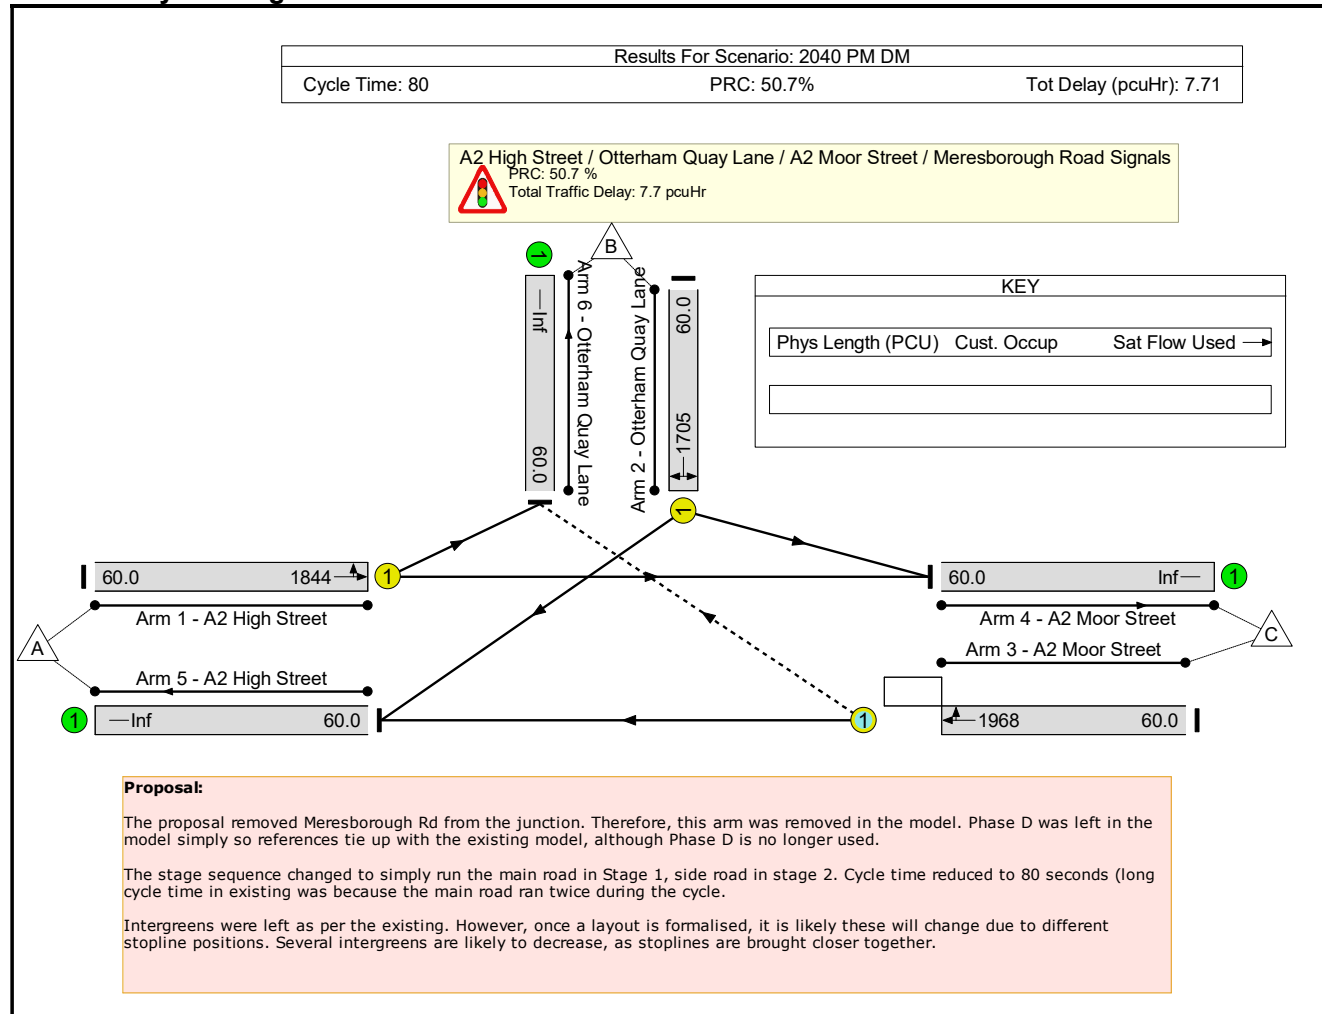 Results For Scenario: 2040 PM DM
Cycle Time: 80 PRC: 50.7% Tot Delay (pcuHr): 7.71
A2 High Street / Otterham Quay Lane / A2 Moor Street / Meresborough Road Signals
PRC: 50.7 %
Total Traffic Delay: 7.7 pcuHr
B
1
Inf
60.0
Arm 6 - Otterham Quay Lane
Arm 2 - Otterham Quay Lane
60.0
1705
1
KEY
Phys Length (PCU) Cust. Occup Sat Flow Used
60.0 1844
1
Arm 1 - A2 High Street
A
Arm 5 - A2 High Street
1
Inf 60.0
60.0 Inf
1
Arm 4 - A2 Moor Street
C
Arm 3 - A2 Moor Street
1
1968 60.0
Proposal:
The proposal removed Meresborough Rd from the junction. Therefore, this arm was removed in the model. Phase D was left in the
model simply so references tie up with the existing model, although Phase D is no longer used.
The stage sequence changed to simply run the main road in Stage 1, side road in stage 2. Cycle time reduced to 80 seconds (long
cycle time in existing was because the main road ran twice during the cycle.
Intergreens were left as per the existing. However, once a layout is formalised, it is likely these will change due to different
stopline positions. Several intergreens are likely to decrease, as stoplines are brought closer together.